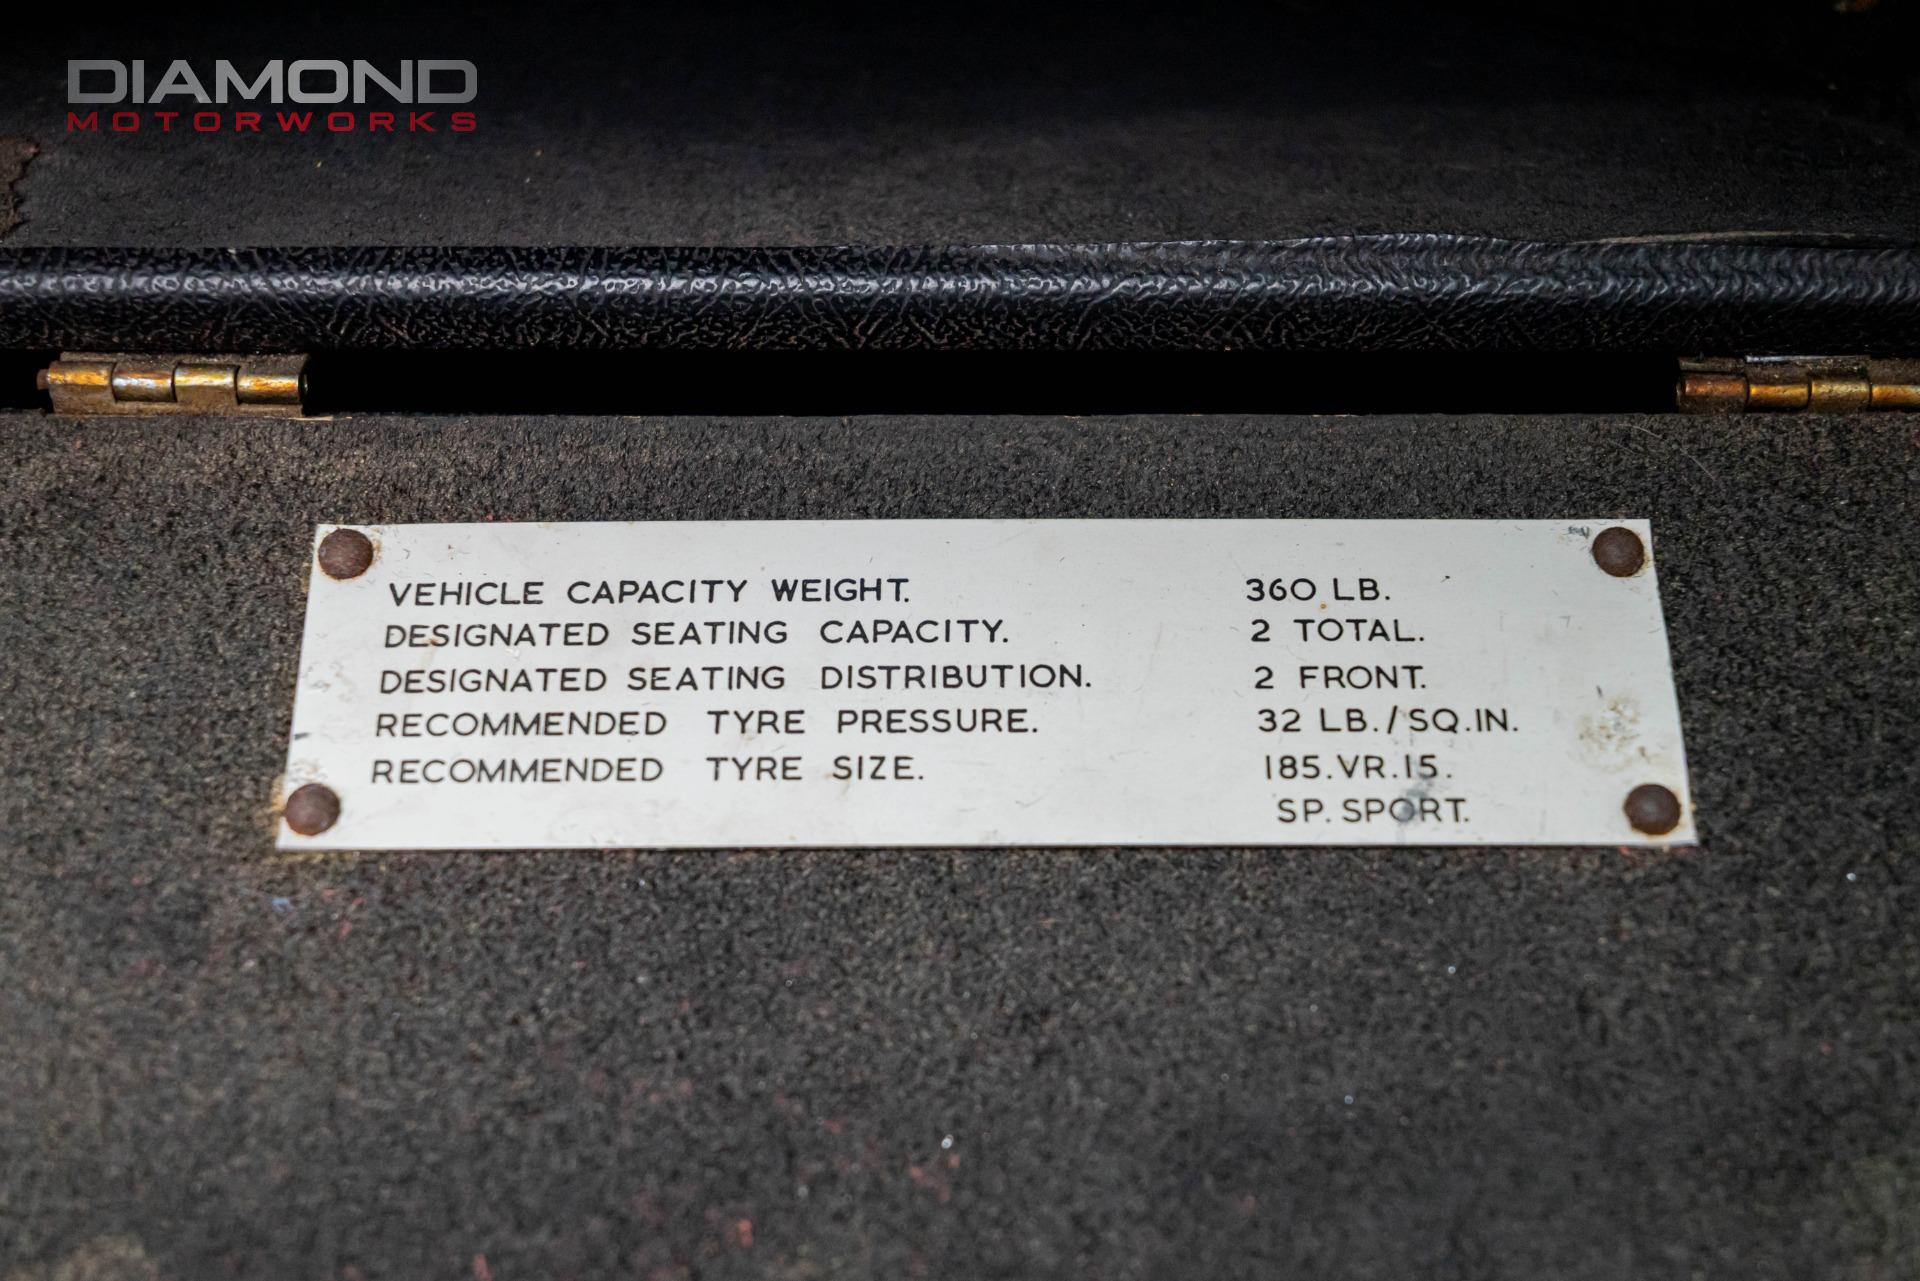 DIAMOND
MOTORWORKS
VEHICLE CAPACITY WEIGHT. 360 LB.
DESIGNATED SEATING CAPACITY. 2 TOTAL.
DESIGNATED SEATING DISTRIBUTION. 2 FRONT.
RECOMMENDED TYRE PRESSURE. 32 LB./SQ.IN.
RECOMMENDED TYRE SIZE. 185.VR.15.
SP. SPORT.